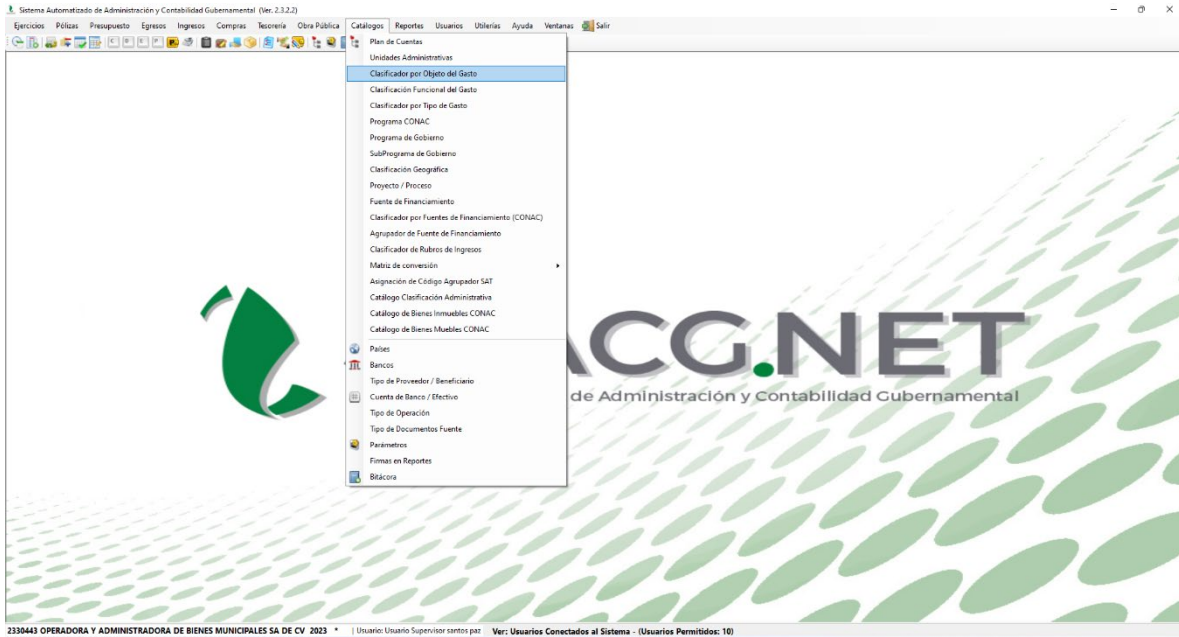 Sistema Automatizado de Administración y Contabilidad Gubernamental (Ver. 2.3.2.2)
Ejercicios Pólizas Presupuesto Egresos Ingresos Compras Tesorería Obra Pública Catálogos Reportes Usuarios Utilerías Ayuda Ventanas Salir
Plan de Cuentas
Unidades Administrativas
Clasificador por Objeto del Gasto
Clasificación Funcional del Gasto
Clasificador por Tipo de Gasto
Programa CONAC
Programa de Gobierno
SubPrograma de Gobierno
Clasificación Geográfica
Proyecto / Proceso
Fuente de Financiamiento
Clasificador por Fuentes de Financiamiento (CONAC)
Agrupador de Fuente de Financiamiento
Clasificador de Rubros de Ingresos
Matriz de conversión
Asignación de Código Agrupador SAT
Catálogo Clasificación Administrativa
Catálogo de Bienes Inmuebles CONAC
Catálogo de Bienes Muebles CONAC
Países
Bancos
Tipo de Proveedor / Beneficiario
Cuenta de Banco / Efectivo
Tipo de Operación
Tipo de Documentos Fuente
Parámetros
Firmas en Reportes
Bitácora
ACG.NET
de Administración y Contabilidad Gubernamental
2330443 OPERADORA Y ADMINISTRADORA DE BIENES MUNICIPALES SA DE CV 2023 * | Usuario: Usuario Supervisor santos paz Ver: Usuarios Conectados al Sistema - (Usuarios Permitidos: 10)